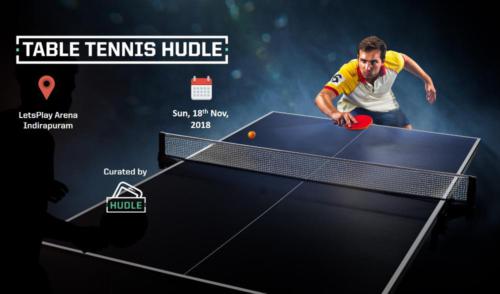 TABLE TENNIS HUDLE
LetsPlay Arena
Indirapuram
Sun, 18th Nov,
2018
Curated by
HUDLE